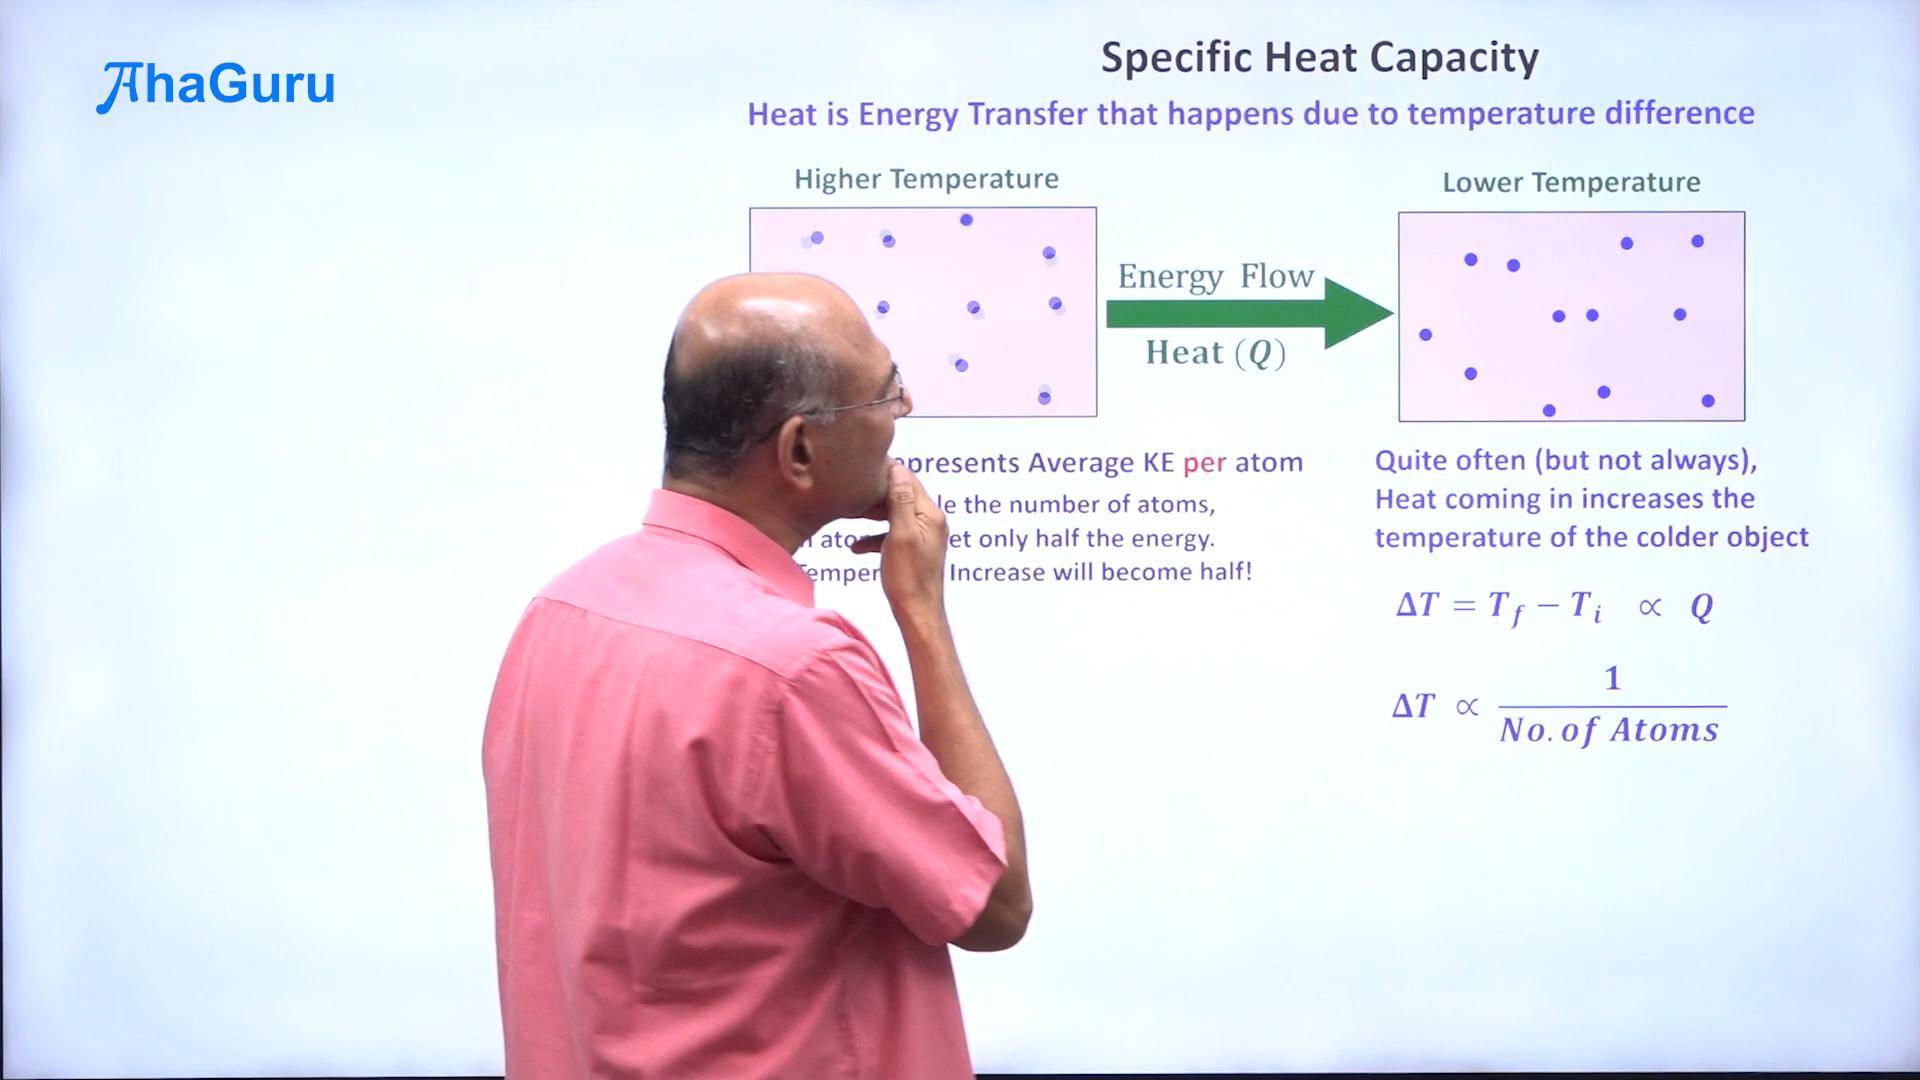 AhaGuru
Specific Heat Capacity
Heat is Energy Transfer that happens due to temperature difference
Higher Temperature
Lower Temperature
Energy Flow
Heat (Q)
Average KE per atom
the number of atoms,
only half the energy.
Increase will become half!
Quite often (but not always),
Heat coming in increases the
temperature of the colder object
ΔT = T_f − T_i ∝ Q
ΔT ∝ 1 / No. of Atoms